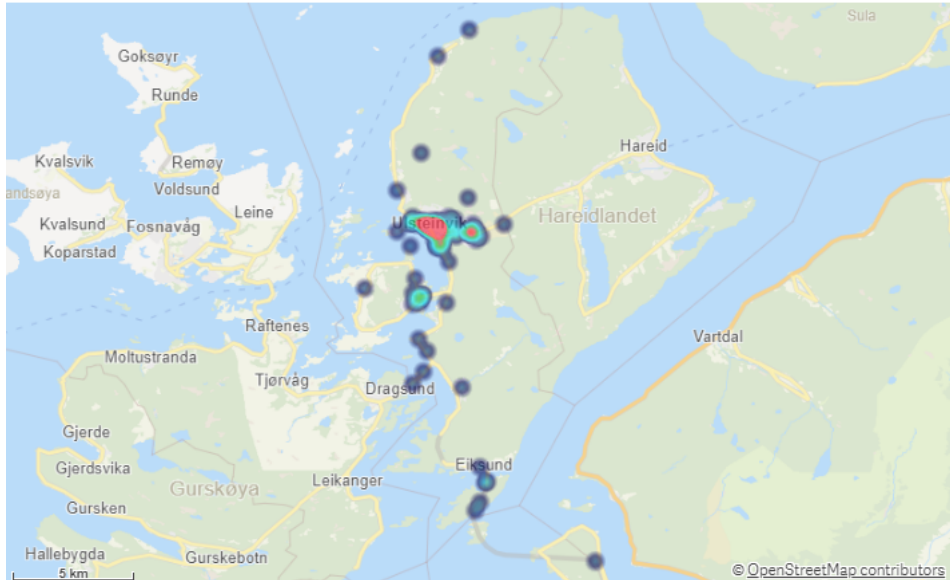 Sula
Goksøyr
Runde
Hareid
Kvalsvik
Remøy
Voldsund
andsøya
Leine
Hareidlandet
Kvalsund
Fosnavåg
Ulsteinvik
Koparstad
Raftenes
Vartdal
Moltustranda
Tjørvåg
Dragsund
Gjerde
Eiksund
Gjerdsvika
Leikanger
Gurskøya
Gursken
Hallebygda
Gurskebotn
5 km
© OpenStreetMap contributors